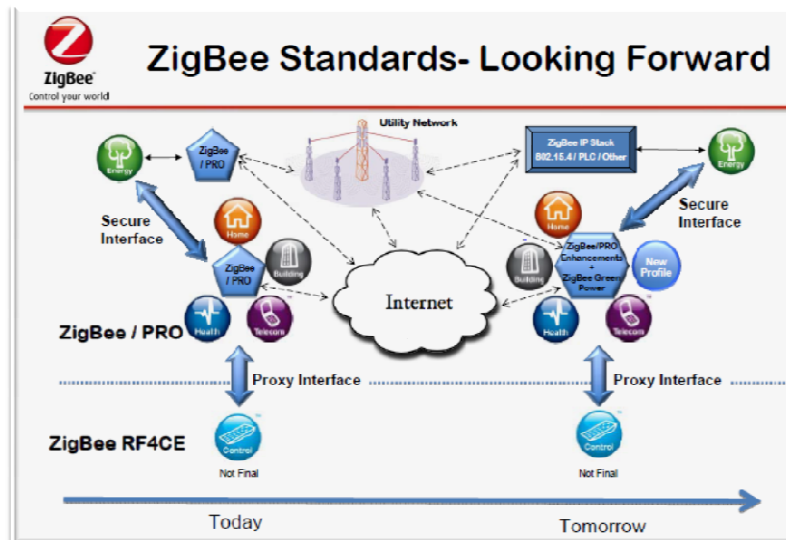 ZigBee Standards- Looking Forward
ZigBee™
Control your world
Utility Network
Energy
ZigBee
/ PRO
ZigBee IP Stack
802.15.4 / PLC / Other
Energy
Secure
Interface
Secure
Interface
Home
Home
ZigBee
/ PRO
Building
Internet
Building
ZigBee/PRO
Enhancements
+
ZigBee Green
Power
New
Profile
ZigBee / PRO
Health
Telecom
Health
Telecom
Proxy Interface
Proxy Interface
ZigBee RF4CE
Control
Control
Not Final
Not Final
Today
Tomorrow